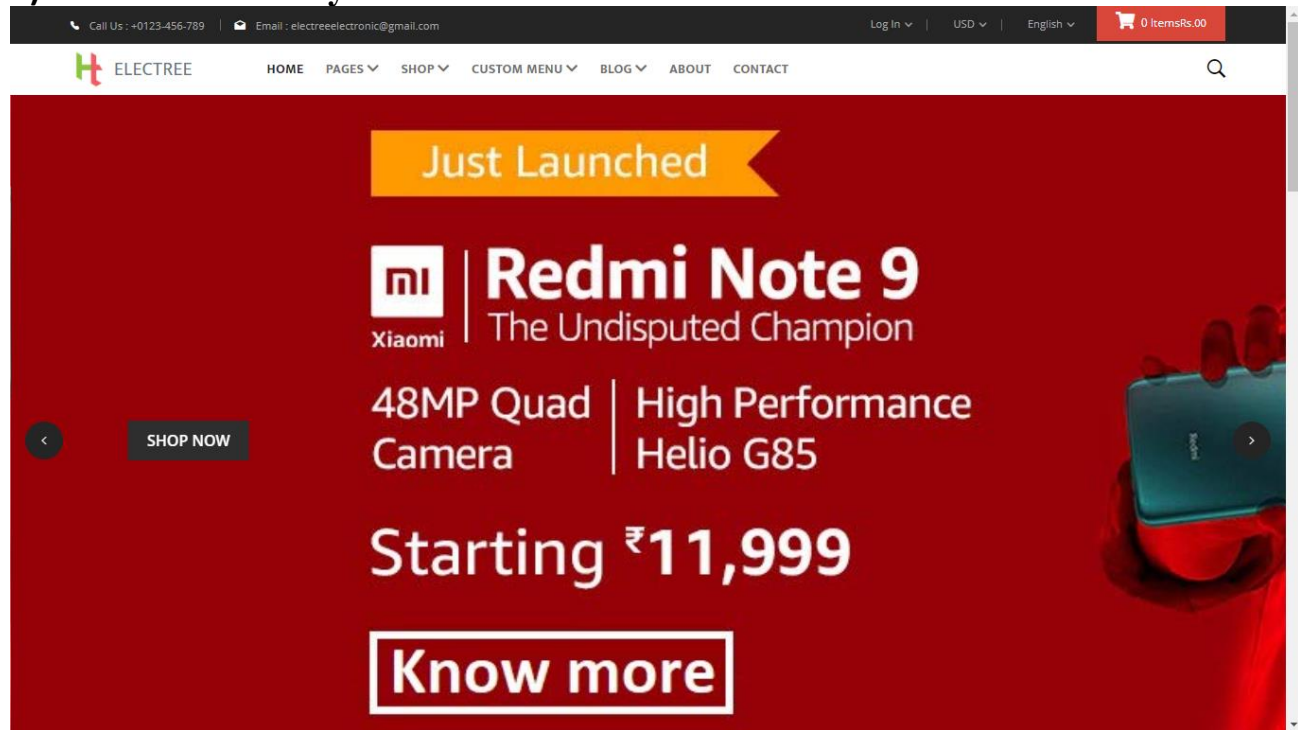 Call Us : +0123-456-789 | Email : electreeelectronic@gmail.com Log In | USD | English 0 ItemsRs.00
ELECTREE HOME PAGES SHOP CUSTOM MENU BLOG ABOUT CONTACT
Just Launched
mi Redmi Note 9
Xiaomi The Undisputed Champion
48MP Quad High Performance
Camera Helio G85
SHOP NOW
Redmi
Starting ₹11,999
Know more